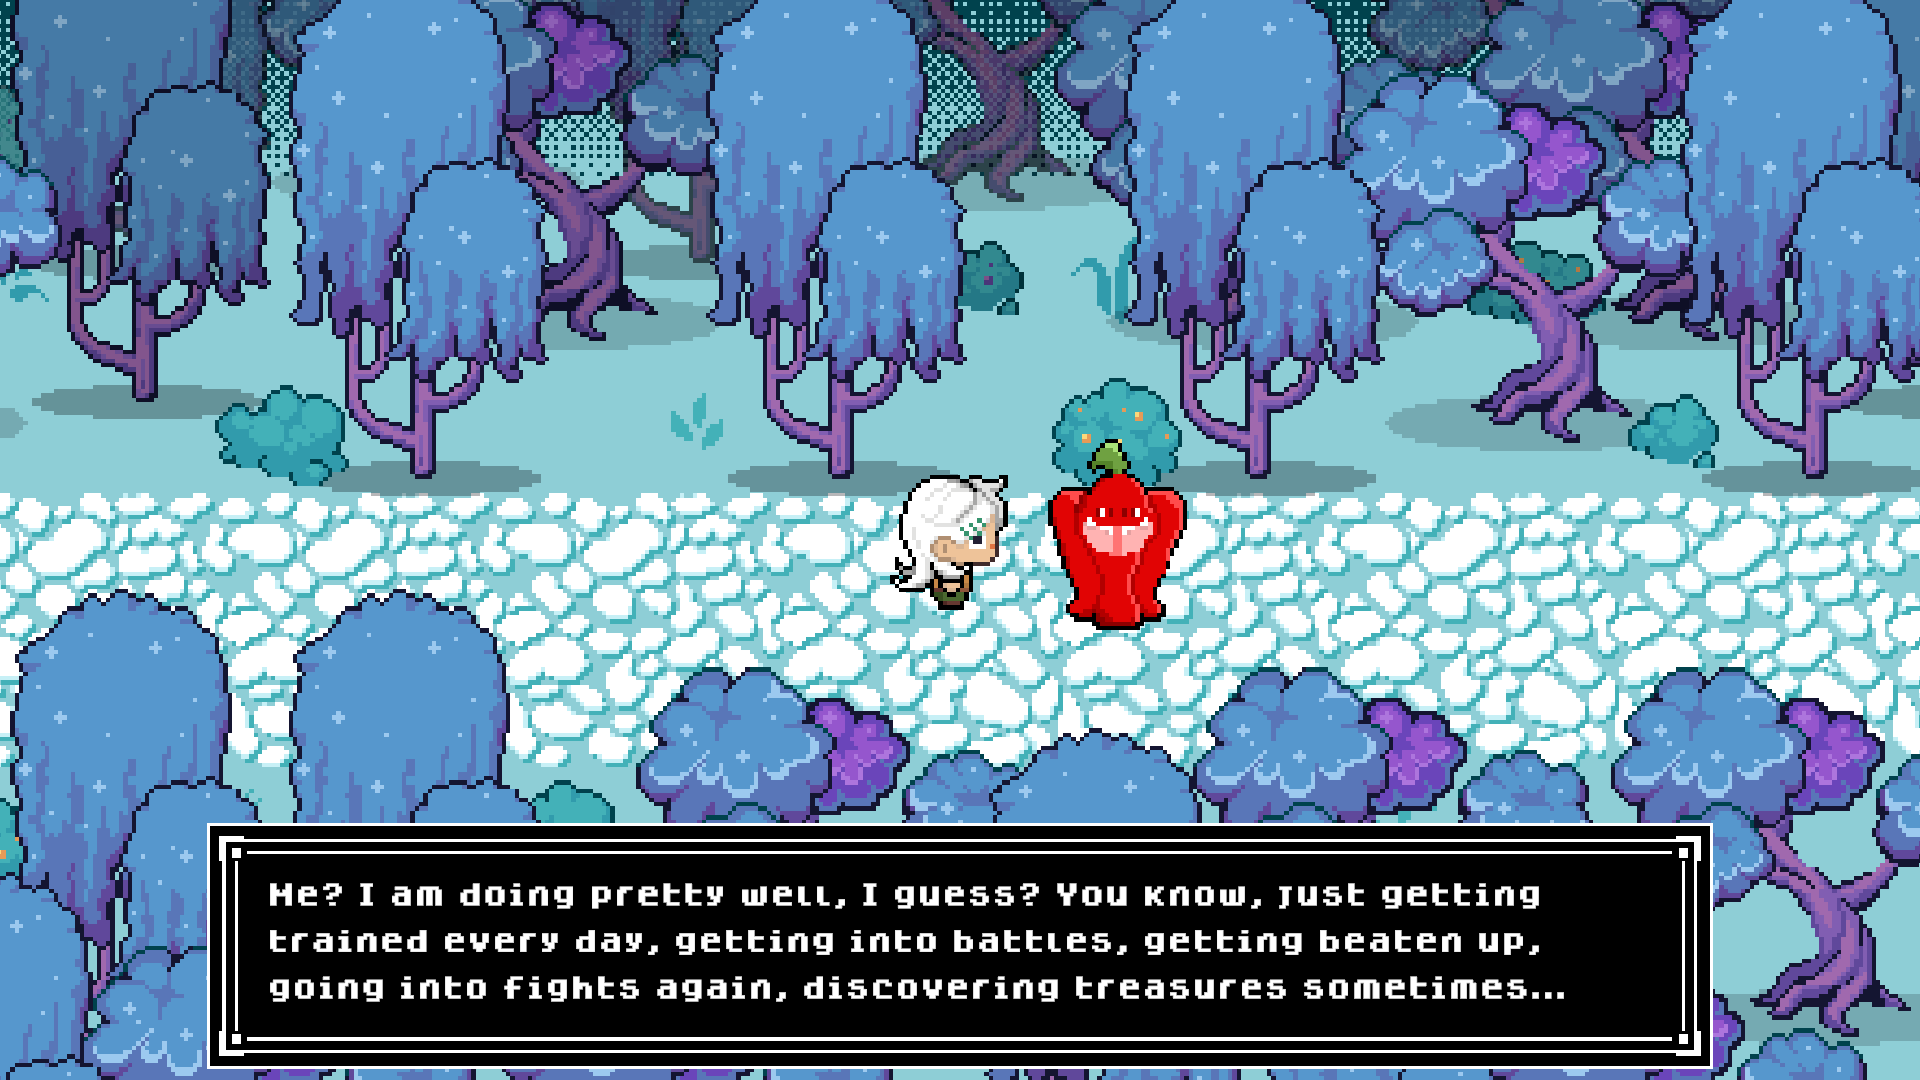 He? I am doing pretty well, I guess? You know, just getting
trained every day, getting into battles, getting beaten up,
going into fights again, discovering treasures sometimes...